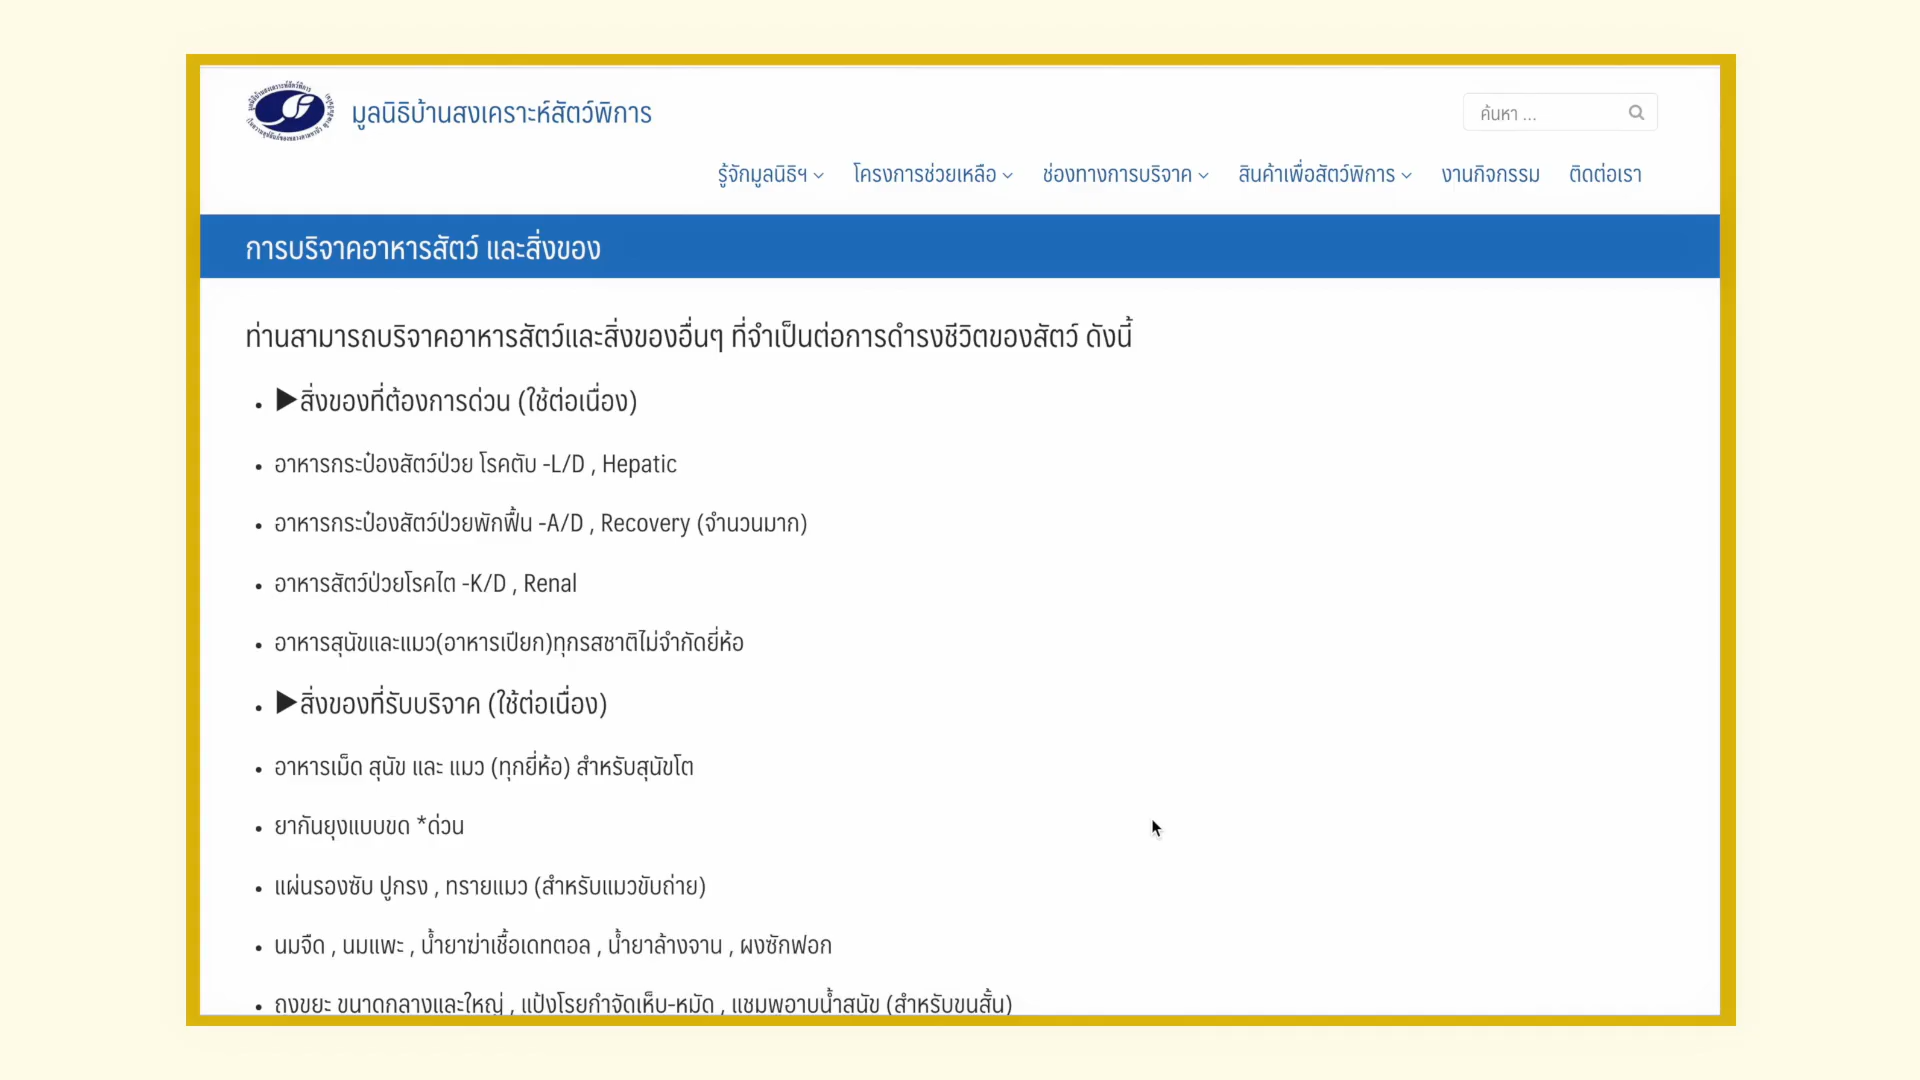 มูลนิธิบ้านสงเคราะห์สัตว์พิการ
ค้นหา ...
รู้จักมูลนิธิฯ โครงการช่วยเหลือ ช่องทางการบริจาค สินค้าเพื่อสัตว์พิการ งานกิจกรรม ติดต่อเรา
การบริจาคอาหารสัตว์ และสิ่งของ
ท่านสามารถบริจาคอาหารสัตว์และสิ่งของอื่นๆ ที่จำเป็นต่อการดำรงชีวิตของสัตว์ ดังนี้
• ▶สิ่งของที่ต้องการด่วน (ใช้ต่อเนื่อง)
• อาหารกระป๋องสัตว์ป่วย โรคตับ -L/D , Hepatic
• อาหารกระป๋องสัตว์ป่วยพักฟื้น -A/D , Recovery (จำนวนมาก)
• อาหารสัตว์ป่วยโรคไต -K/D , Renal
• อาหารสุนัขและแมว(อาหารเปียก)ทุกรสชาติไม่จำกัดยี่ห้อ
• ▶สิ่งของที่รับบริจาค (ใช้ต่อเนื่อง)
• อาหารเม็ด สุนัข และ แมว (ทุกยี่ห้อ) สำหรับสุนัขโต
• ยากันยุงแบบขด *ด่วน
• แผ่นรองซับ ปูกรง , ทรายแมว (สำหรับแมวขับถ่าย)
• นมจืด , นมแพะ , น้ำยาฆ่าเชื้อเดทตอล , น้ำยาล้างจาน , ผงซักฟอก
• ถุงขยะ ขนาดกลางและใหญ่ , แป้งโรยกำจัดเห็บ-หมัด , แชมพูอาบน้ำสุนัข (สำหรับขนสั้น)